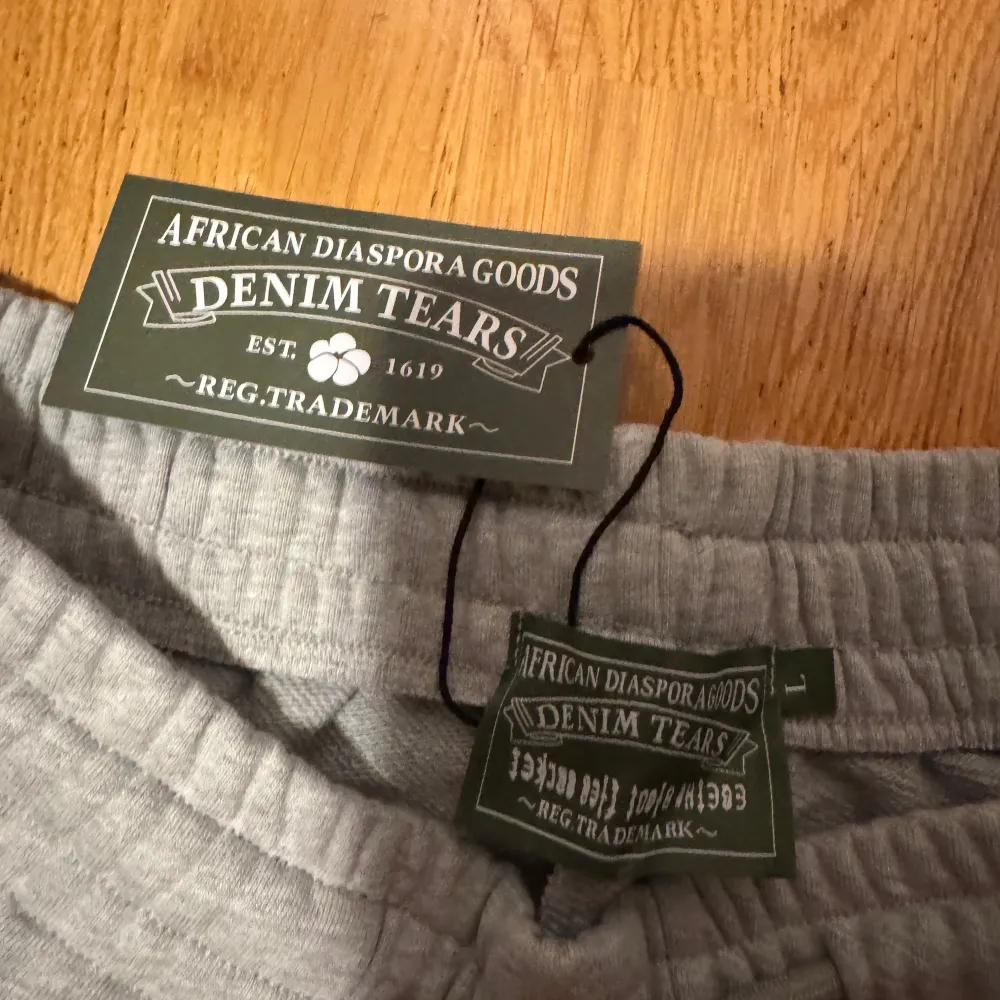 AFRICAN DIASPORA GOODS
DENIM TEARS
EST. 1619
~REG.TRADEMARK~
AFRICAN DIASPORA GOODS
DENIM TEARS
~REG.TRADEMARK~
L